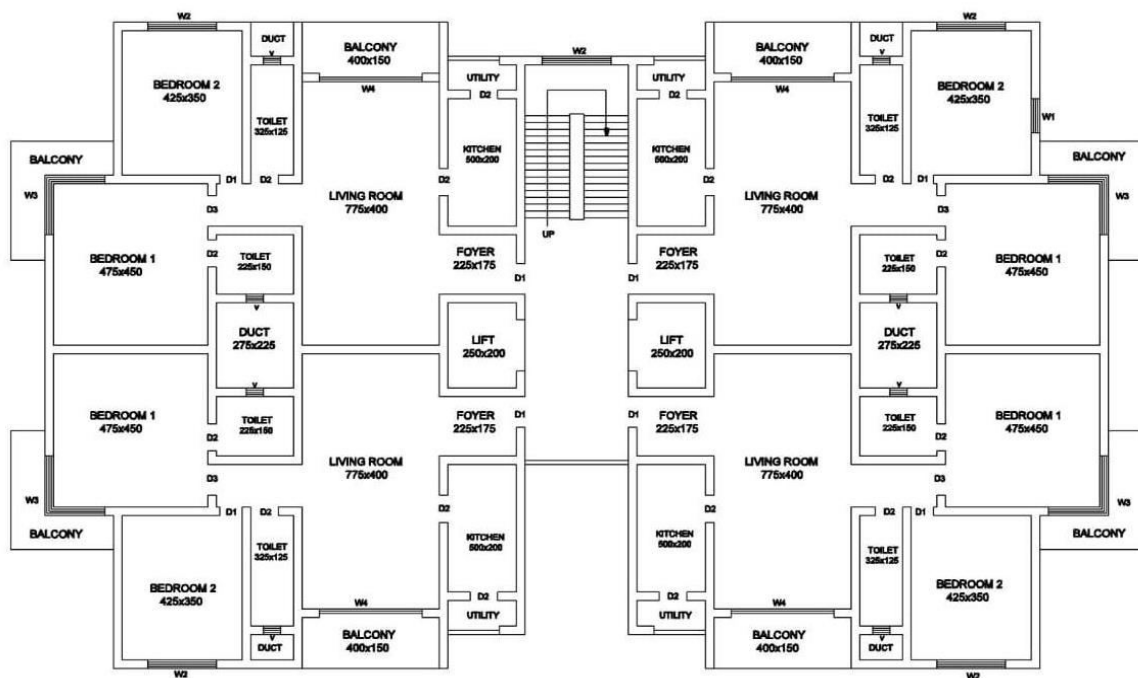 W2
W2
DUCT
V
BALCONY
400x150
W2
BALCONY
400x150
DUCT
V
BEDROOM 2
425x350
UTILITY
D2
UTILITY
D2
BEDROOM 2
425x350
W4
W4
TOILET
325x125
TOILET
325x125
W1
BALCONY
KITCHEN
500x200
KITCHEN
500x200
BALCONY
D1
D2
D2
D2
D2
D1
W3
LIVING ROOM
775x400
LIVING ROOM
775x400
W3
D3
D3
UP
BEDROOM 1
475x450
D2
TOILET
225x150
FOYER
225x175
D1
D1
FOYER
225x175
TOILET
225x150
D2
BEDROOM 1
475x450
V
V
DUCT
275x225
LIFT
250x200
LIFT
250x200
DUCT
275x225
V
V
BEDROOM 1
475x450
D2
TOILET
225x150
FOYER
225x175
D1
D1
FOYER
225x175
TOILET
225x150
D2
BEDROOM 1
475x450
LIVING ROOM
775x400
LIVING ROOM
775x400
D3
D3
W3
W3
D1
D2
D2
D2
D2
D1
BALCONY
KITCHEN
500x200
KITCHEN
500x200
BALCONY
TOILET
325x125
TOILET
325x125
BEDROOM 2
425x350
D2
D2
BEDROOM 2
425x350
W4
W4
UTILITY
UTILITY
V
DUCT
BALCONY
400x150
BALCONY
400x150
V
DUCT
W2
W2